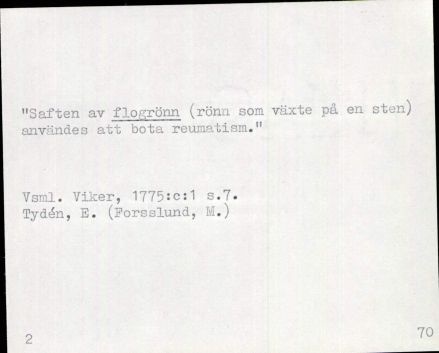 "Saften av flogrönn (rönn som växte på en sten)
användes att bota reumatism."
Vsml. Viker, 1775:c:1 s.7.
Tydén, E. (Forsslund, M.)
2
70